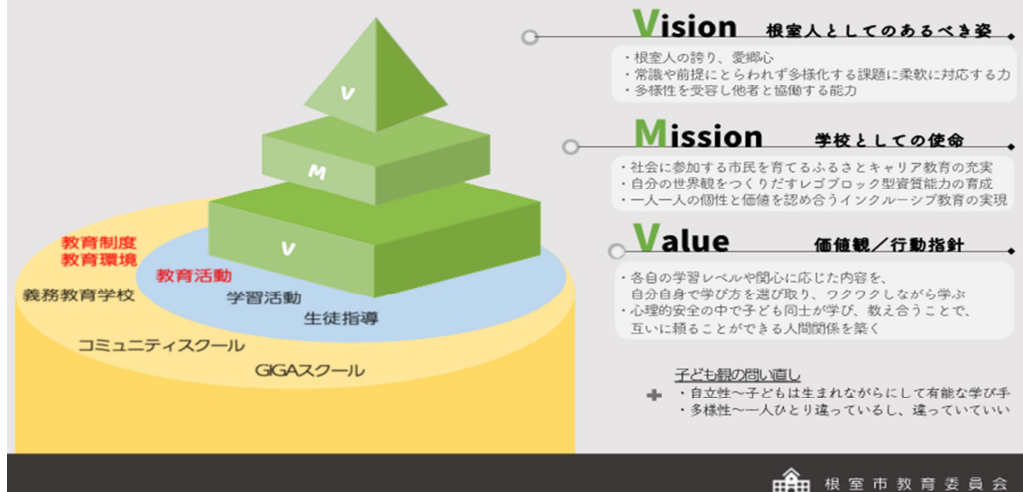 Vision 根室人としてのあるべき姿
・根室人の誇り、愛郷心
・常識や前提にとらわれず多様化する課題に柔軟に対応する力
・多様性を受容し他者と協働する能力
Mission 学校としての使命
・社会に参加する市民を育てるふるさとキャリア教育の充実
・自分の世界観をつくりだすレゴブロック型資質能力の育成
・一人一人の個性と価値を認め合うインクルーシブ教育の実現
Value 価値観／行動指針
・各自の学習レベルや関心に応じた内容を、
自分自身で学び方を選び取り、ワクワクしながら学ぶ
・心理的安全の中で子ども同士が学び、教え合うことで、
互いに頼ることができる人間関係を築く
子ども観の問い直し
+ ・自立性～子どもは生まれながらにして有能な学び手
・多様性～一人ひとり違っているし、違っていていい
V
M
V
教育制度
教育環境
教育活動
義務教育学校
学習活動
生徒指導
コミュニティスクール
GIGAスクール
根室市教育委員会